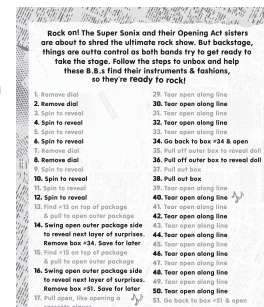 Rock on! The Super Sonix and their Opening Act sisters
are about to shred the ultimate rock show. But backstage,
things are outta control as both bands try to get ready to
take the stage. Follow the steps to unbox and help
these B.B.s find their instruments & fashions,
so they're ready to rock!
1. Remove dial
2. Remove dial
3. Spin to reveal
4. Spin to reveal
5. Spin to reveal
6. Spin to reveal
7. Remove dial
8. Remove dial
9. Spin to reveal
10. Spin to reveal
11. Spin to reveal
12. Spin to reveal
13. Find #13 on top of package
& pull to open outer package
14. Swing open outer package side
to reveal next layer of surprises.
Remove box #34. Save for later
15. Find #15 on top of package
& pull to open outer package
16. Swing open outer package side
to reveal next layer of surprises.
Remove box #51. Save for later
17. Pull open, like opening a
29. Tear open along line
30. Tear open along line
31. Tear open along line
32. Tear open along line
33. Tear open along line
34. Go back to box #34 & open
35. Pull off outer box to reveal doll
36. Pull off outer box to reveal doll
37. Pull out box
38. Pull out box
39. Tear open along line
40. Tear open along line
41. Tear open along line
42. Tear open along line
43. Tear open along line
44. Tear open along line
45. Tear open along line
46. Tear open along line
47. Tear open along line
48. Tear open along line
49. Tear open along line
50. Tear open along line
51. Go back to box #51 & open